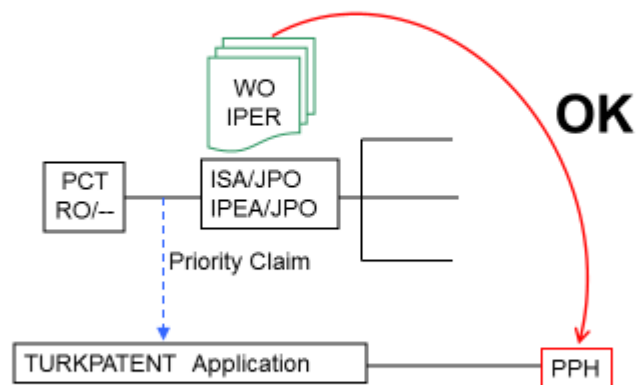 WO
IPER
OK
PCT
RO/--
ISA/JPO
IPEA/JPO
Priority Claim
TURKPATENT Application
PPH